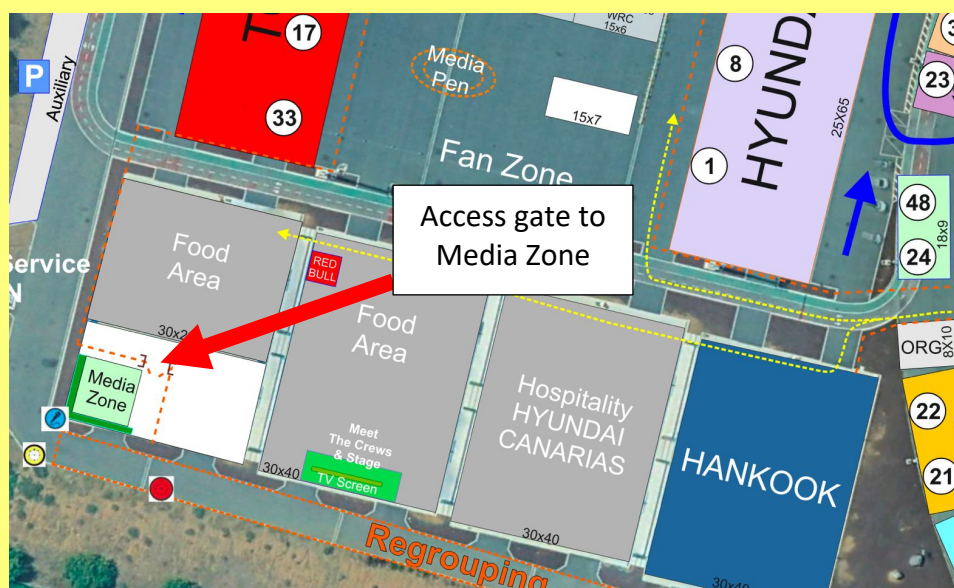 WRC
15x6
3
17
33
P
Auxiliary
Media
Pen
15x7
Fan Zone
8
1
HYUNDA
25X65
23
48
24
18x9
Access gate to
Media Zone
Service
N
Food
Area
RED
BULL
Food
Area
Media
Zone
Meet
The Crews
& Stage
TV Screen
30x40
Hospitality
HYUNDAI
CANARIAS
30x40
HANKOOK
30x40
ORG
8X10
22
21
Regrouping